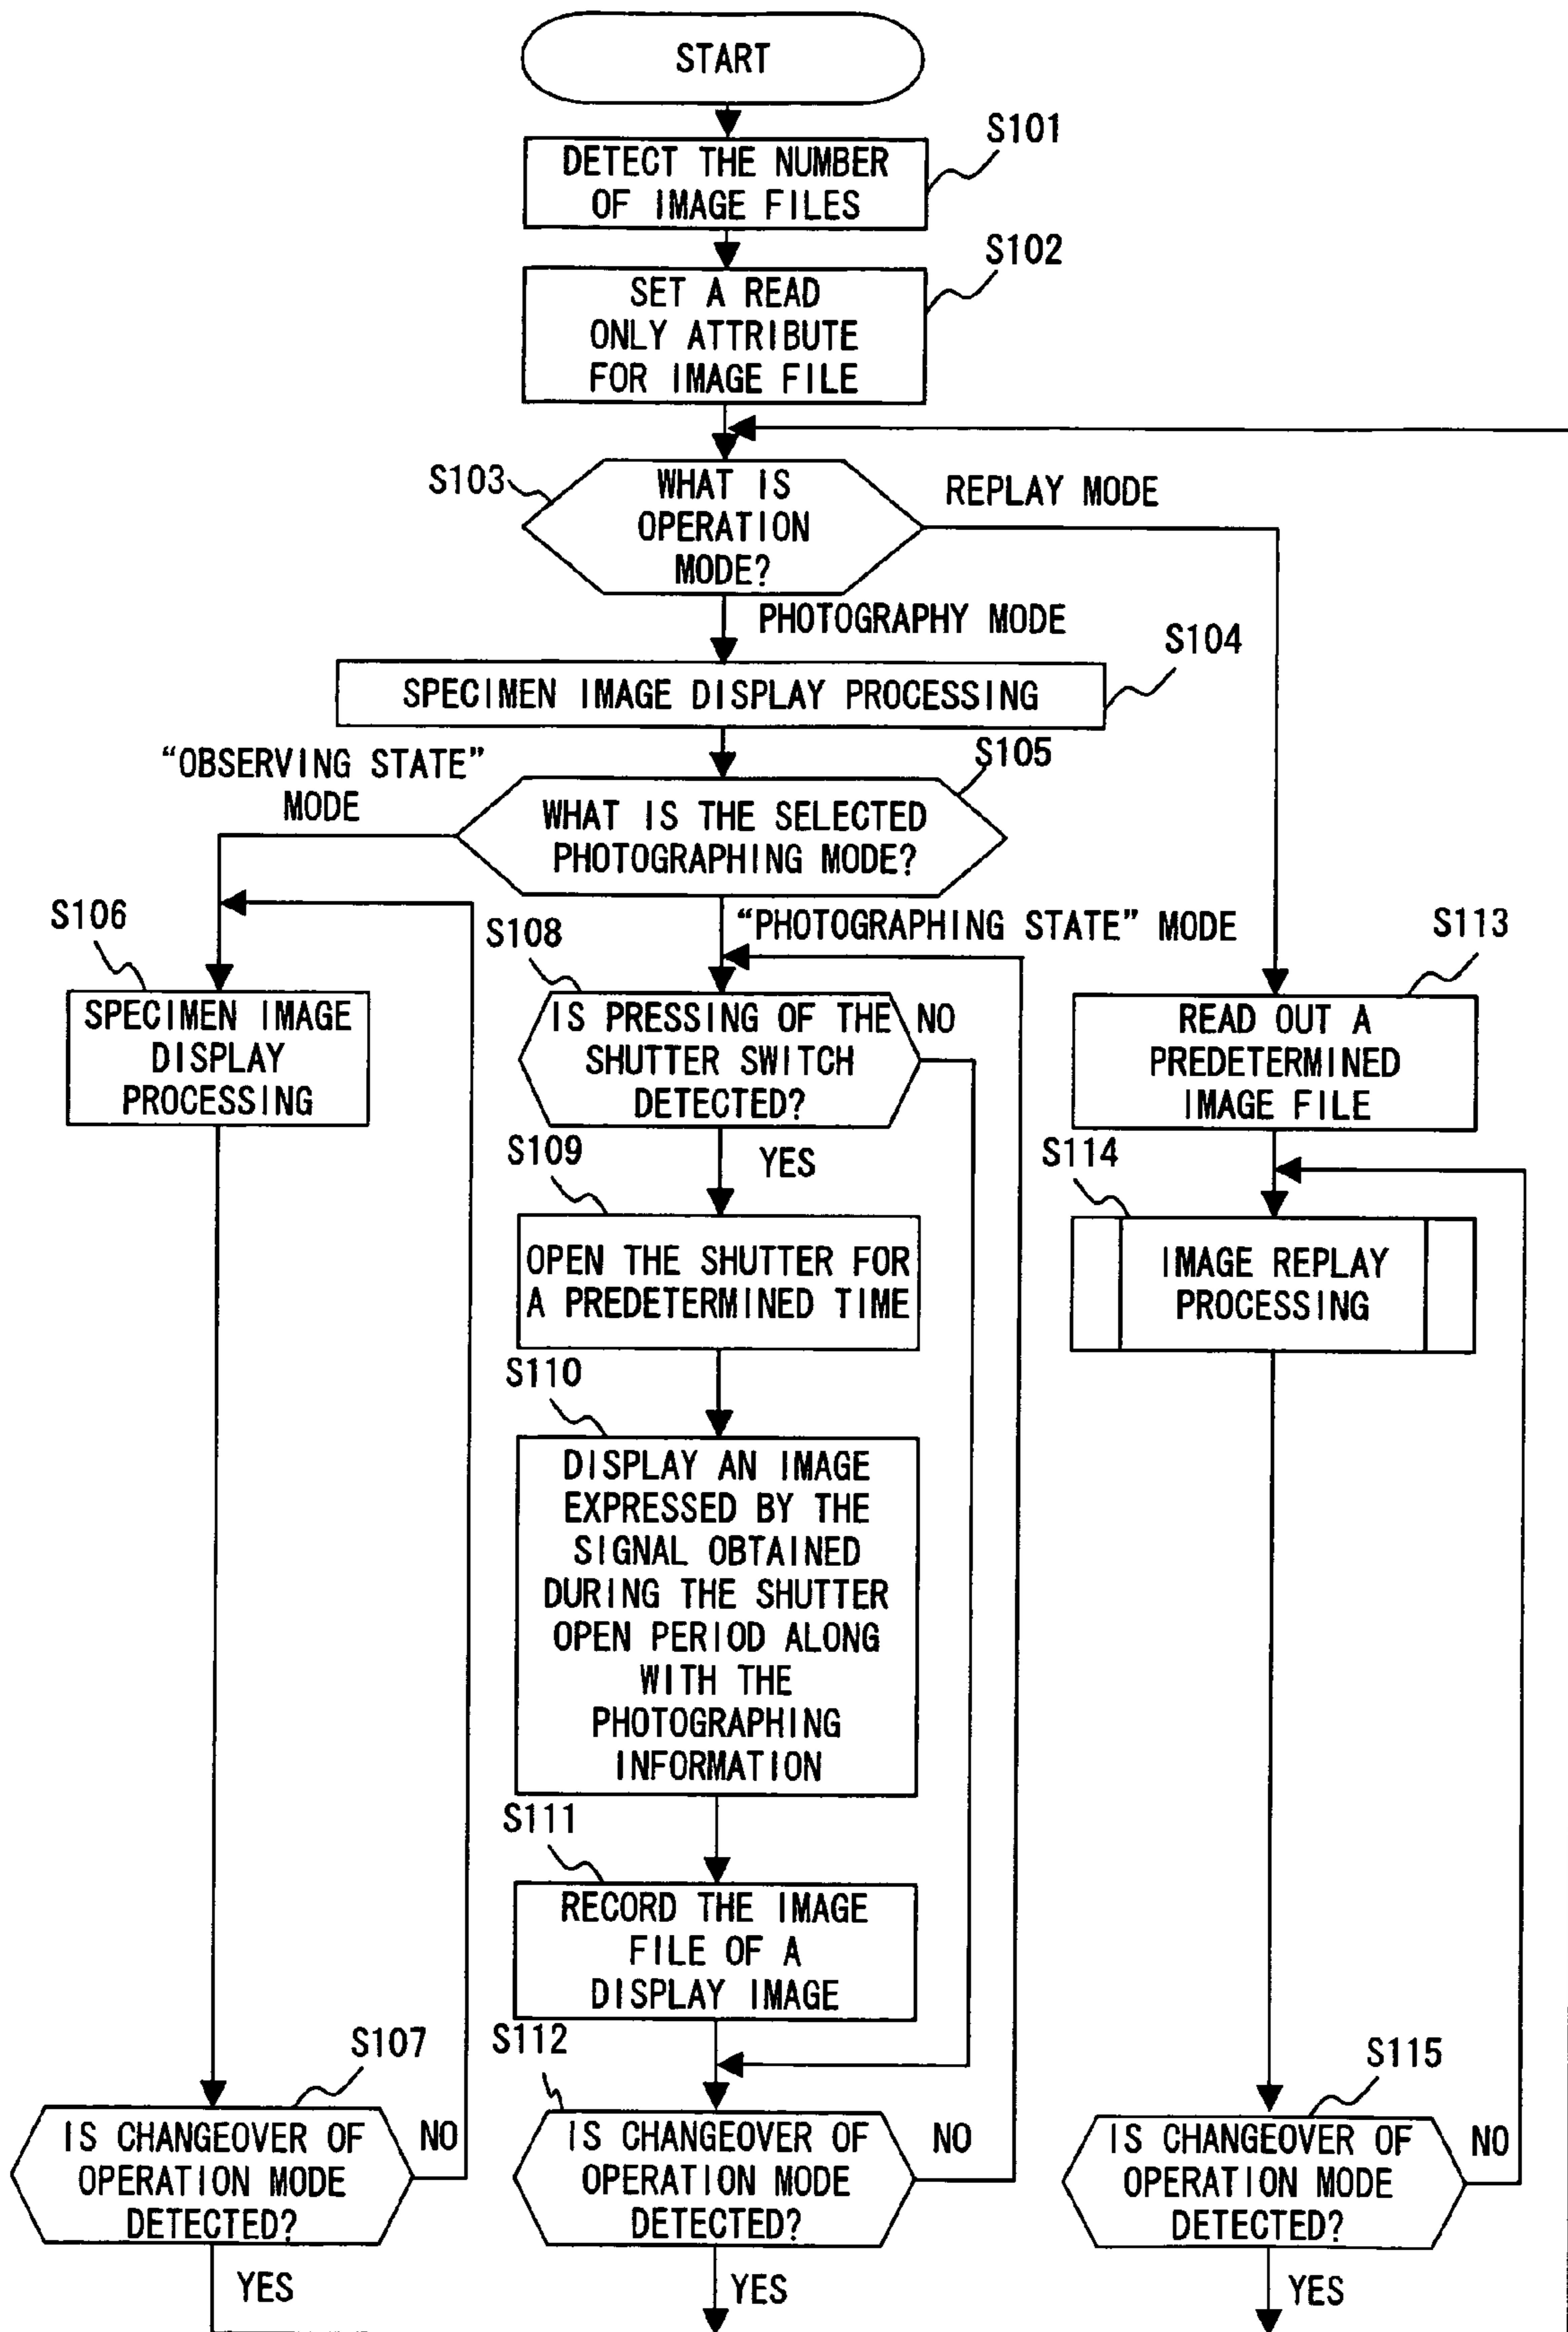 START
S101
DETECT THE NUMBER
OF IMAGE FILES
S102
SET A READ
ONLY ATTRIBUTE
FOR IMAGE FILE
S103
WHAT IS
OPERATION
MODE?
REPLAY MODE
PHOTOGRAPHY MODE
S104
SPECIMEN IMAGE DISPLAY PROCESSING
S105
"OBSERVING STATE"
MODE
WHAT IS THE SELECTED
PHOTOGRAPHING MODE?
"PHOTOGRAPHING STATE" MODE
S106
SPECIMEN IMAGE
DISPLAY
PROCESSING
S108
IS PRESSING OF THE
SHUTTER SWITCH
DETECTED?
NO
YES
S113
READ OUT A
PREDETERMINED
IMAGE FILE
S109
OPEN THE SHUTTER FOR
A PREDETERMINED TIME
S114
IMAGE REPLAY
PROCESSING
S110
DISPLAY AN IMAGE
EXPRESSED BY THE
SIGNAL OBTAINED
DURING THE SHUTTER
OPEN PERIOD ALONG
WITH THE
PHOTOGRAPHING
INFORMATION
S111
RECORD THE IMAGE
FILE OF A
DISPLAY IMAGE
S107
IS CHANGEOVER OF
OPERATION MODE
DETECTED?
NO
YES
S112
IS CHANGEOVER OF
OPERATION MODE
DETECTED?
NO
YES
S115
IS CHANGEOVER OF
OPERATION MODE
DETECTED?
NO
YES